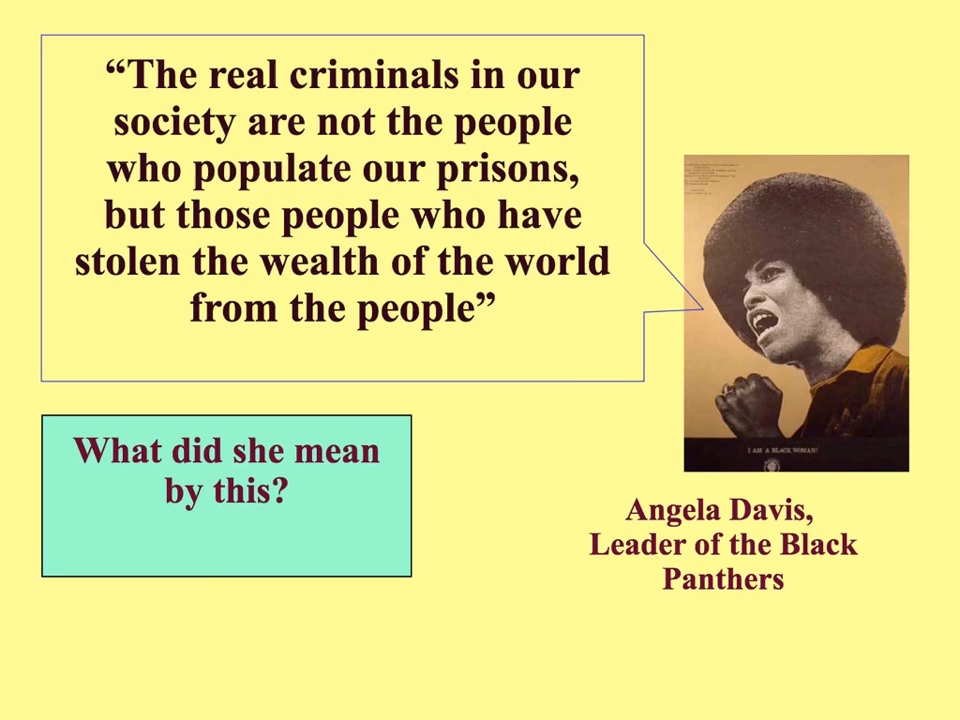 “The real criminals in our
society are not the people
who populate our prisons,
but those people who have
stolen the wealth of the world
from the people”
I AM A BLACK WOMAN!
What did she mean
by this?
Angela Davis,
Leader of the Black
Panthers